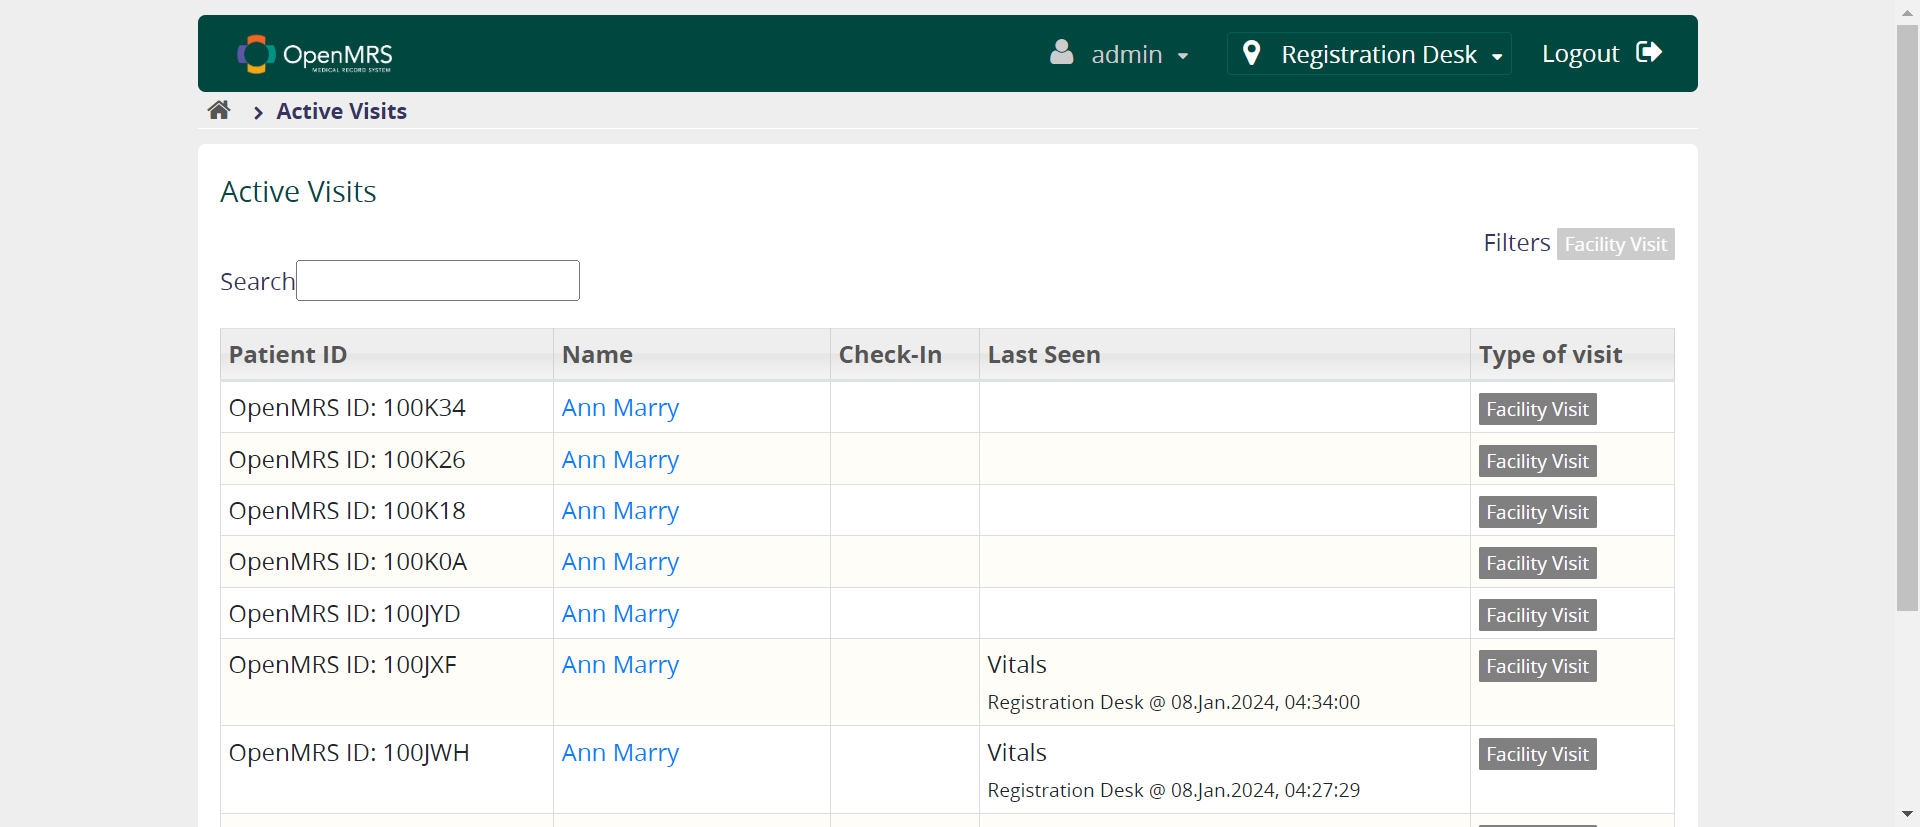 OpenMRS
MEDICAL RECORD SYSTEM
admin
Registration Desk
Logout
Active Visits
Active Visits
Filters Facility Visit
Search
Patient ID Name Check-In Last Seen Type of visit
OpenMRS ID: 100K34 Ann Marry Facility Visit
OpenMRS ID: 100K26 Ann Marry Facility Visit
OpenMRS ID: 100K18 Ann Marry Facility Visit
OpenMRS ID: 100K0A Ann Marry Facility Visit
OpenMRS ID: 100JYD Ann Marry Facility Visit
OpenMRS ID: 100JXF Ann Marry Vitals Facility Visit
Registration Desk @ 08.Jan.2024, 04:34:00
OpenMRS ID: 100JWH Ann Marry Vitals Facility Visit
Registration Desk @ 08.Jan.2024, 04:27:29